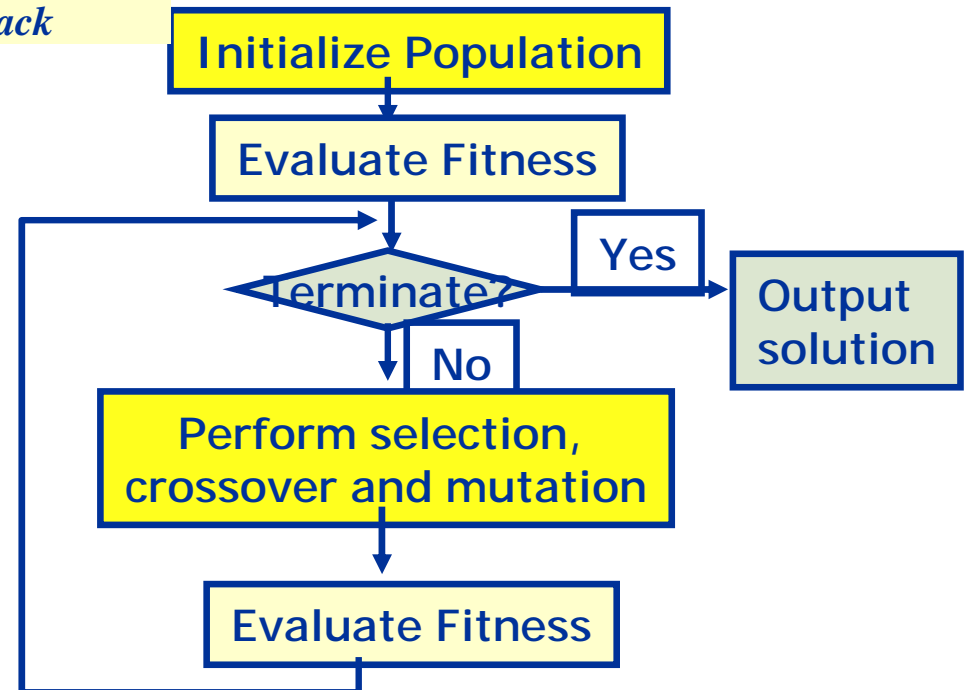 ack
Initialize Population
Evaluate Fitness
Yes
Terminate?
Output
solution
No
Perform selection,
crossover and mutation
Evaluate Fitness